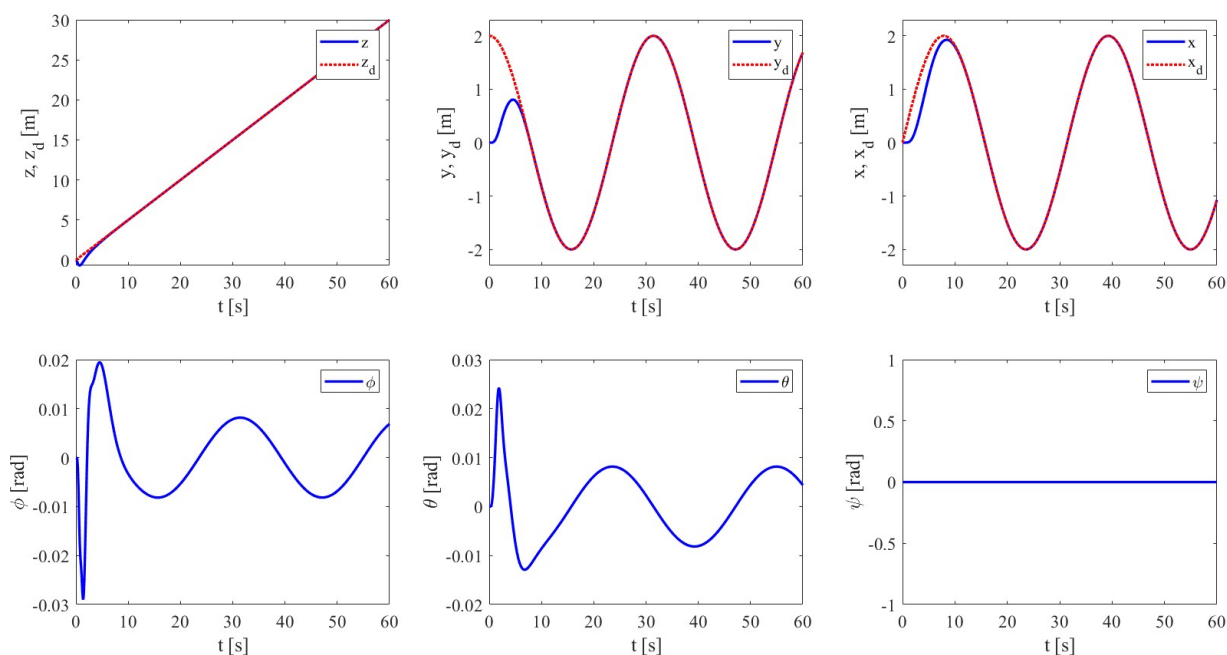 z, z_d [m]
30
25
20
15
10
5
0
z
z_d
0 10 20 30 40 50 60
t [s]
y, y_d [m]
2
1
0
-1
-2
y
y_d
0 10 20 30 40 50 60
t [s]
x, x_d [m]
2
1
0
-1
-2
x
x_d
0 10 20 30 40 50 60
t [s]
ϕ [rad]
0.02
0.01
0
-0.01
-0.02
-0.03
ϕ
0 10 20 30 40 50 60
t [s]
θ [rad]
0.03
0.02
0.01
0
-0.01
-0.02
θ
0 10 20 30 40 50 60
t [s]
ψ [rad]
1
0.5
0
-0.5
-1
ψ
0 10 20 30 40 50 60
t [s]